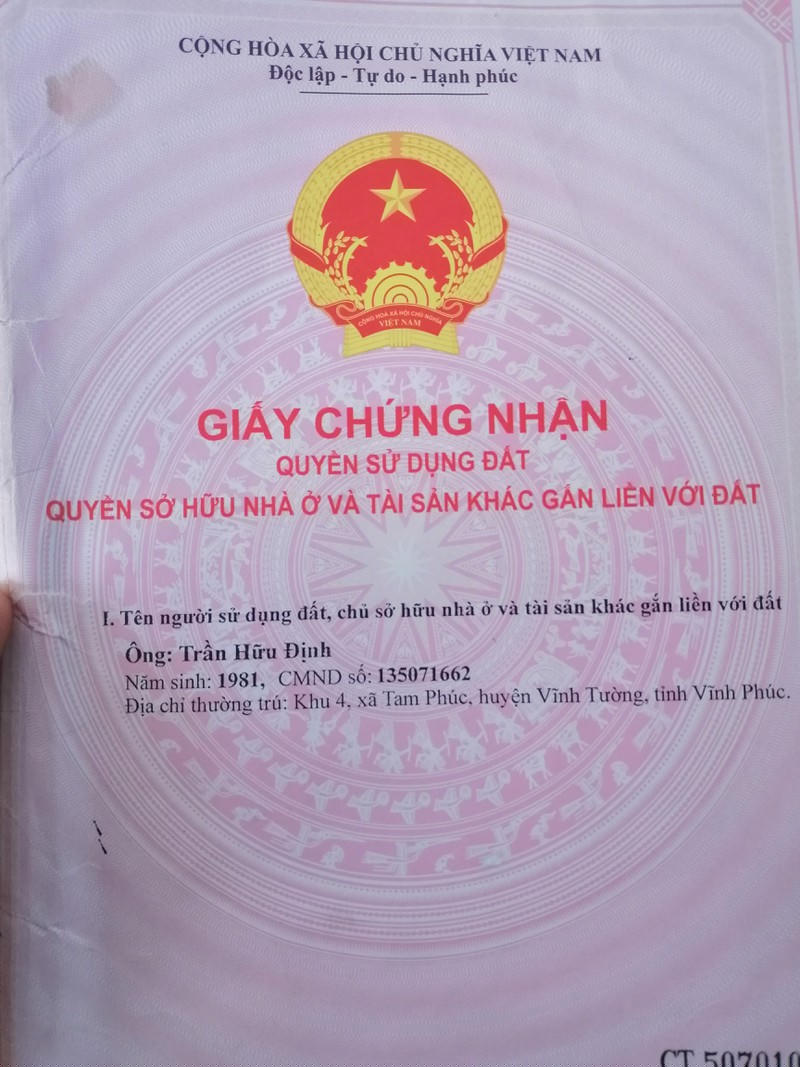 CỘNG HÒA XÃ HỘI CHỦ NGHĨA VIỆT NAM
Độc lập - Tự do - Hạnh phúc
CỘNG HOÀ XÃ HỘI CHỦ NGHĨA
VIỆT NAM
GIẤY CHỨNG NHẬN
QUYỀN SỬ DỤNG ĐẤT
QUYỀN SỞ HỮU NHÀ Ở VÀ TÀI SẢN KHÁC GẮN LIỀN VỚI ĐẤT
I. Tên người sử dụng đất, chủ sở hữu nhà ở và tài sản khác gắn liền với đất
Ông: Trần Hữu Định
Năm sinh: 1981, CMND số: 135071662
Địa chỉ thường trú: Khu 4, xã Tam Phúc, huyện Vĩnh Tường, tỉnh Vĩnh Phúc.
CT 507010